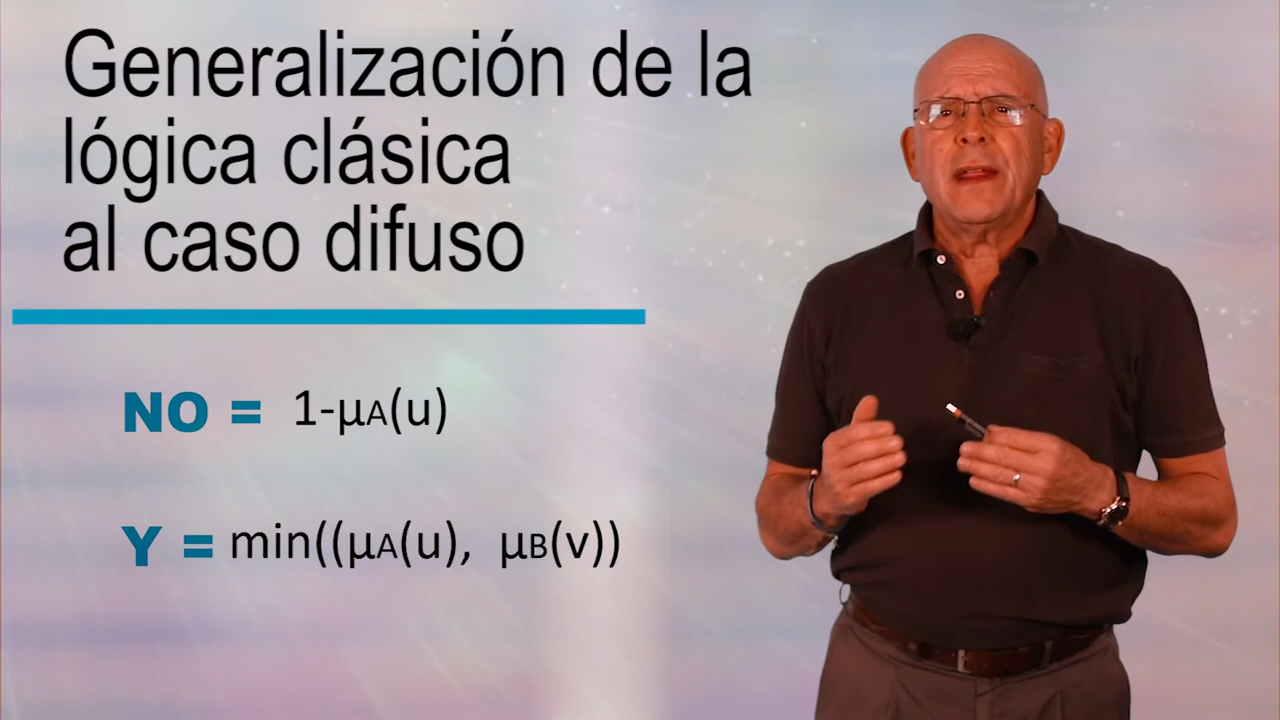 Generalización de la
lógica clásica
al caso difuso
NO = 1-μA(u)
Y = min((μA(u), μB(v))